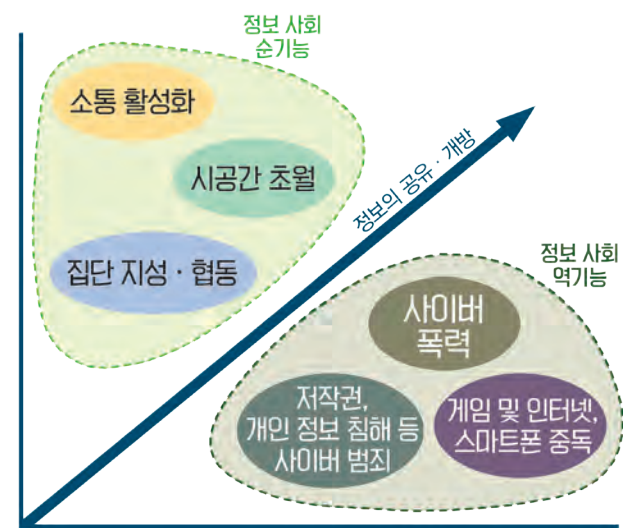 정보 사회
순기능
소통 활성화
시공간 초월
집단 지성 · 협동
정보의 공유 · 개방
정보 사회
역기능
사이버
폭력
저작권,
개인 정보 침해 등
사이버 범죄
게임 및 인터넷,
스마트폰 중독